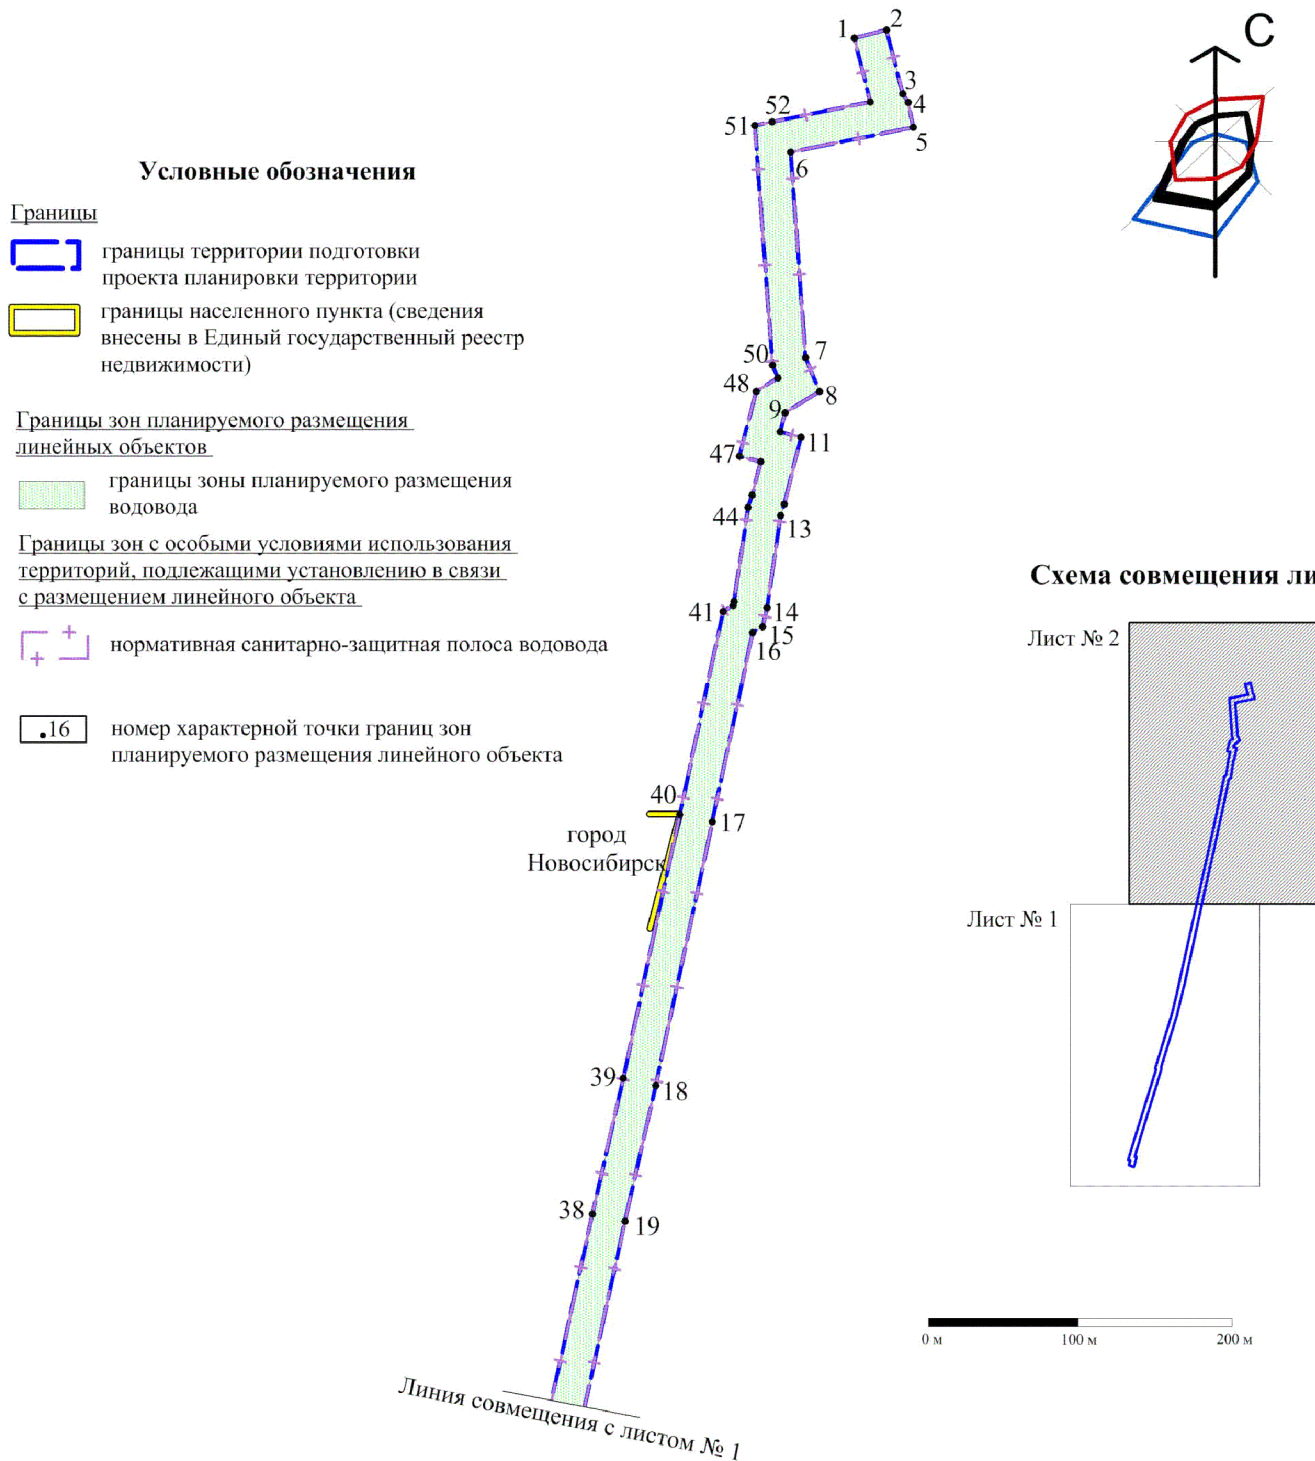 С
1
2
3
4
5
51
52
6
Условные обозначения
Границы
границы территории подготовки
проекта планировки территории
границы населенного пункта (сведения
внесены в Единый государственный реестр
недвижимости)
Границы зон планируемого размещения
линейных объектов
границы зоны планируемого размещения
водовода
Границы зон с особыми условиями использования
территорий, подлежащими установлению в связи
с размещением линейного объекта
нормативная санитарно-защитная полоса водовода
.16
номер характерной точки границ зон
планируемого размещения линейного объекта
50
7
48
8
9
11
47
44
13
41
14
15
16
40
17
город
Новосибирск
39
18
38
19
Линия совмещения с листом № 1
Схема совмещения ли
Лист № 2
Лист № 1
0 м
100 м
200 м